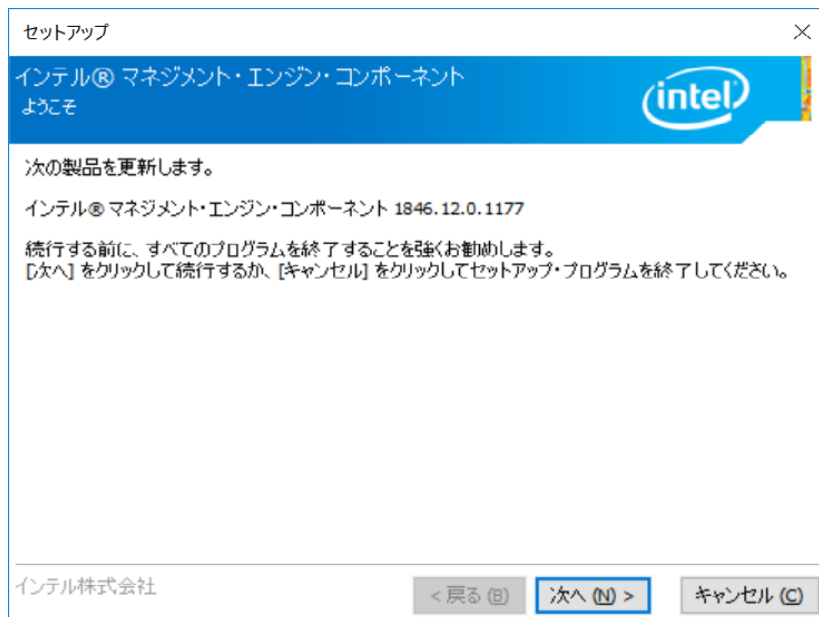 セットアップ
インテル® マネジメント・エンジン・コンポーネント
ようこそ
intel
次の製品を更新します。
インテル® マネジメント・エンジン・コンポーネント 1846.12.0.1177
続行する前に、すべてのプログラムを終了することを強くお勧めします。
[次へ] をクリックして続行するか、[キャンセル] をクリックしてセットアップ・プログラムを終了してください。
インテル株式会社
< 戻る (B)
次へ (N) >
キャンセル (C)